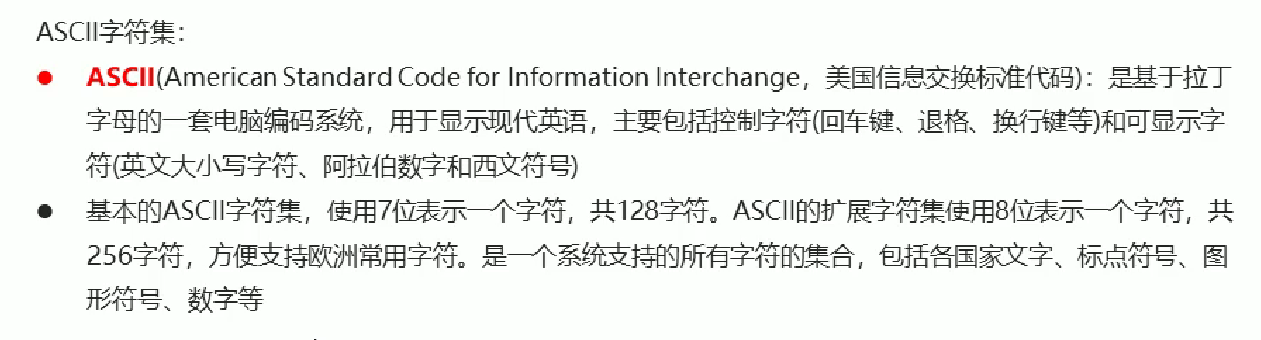 ASCII字符集：
ASCII(American Standard Code for Information Interchange，美国信息交换标准代码)：是基于拉丁
字母的一套电脑编码系统，用于显示现代英语，主要包括控制字符(回车键、退格、换行键等)和可显示字
符(英文大小写字符、阿拉伯数字和西文符号)
基本的ASCII字符集，使用7位表示一个字符，共128字符。ASCII的扩展字符集使用8位表示一个字符，共
256字符，方便支持欧洲常用字符。是一个系统支持的所有字符的集合，包括各国家文字、标点符号、图
形符号、数字等